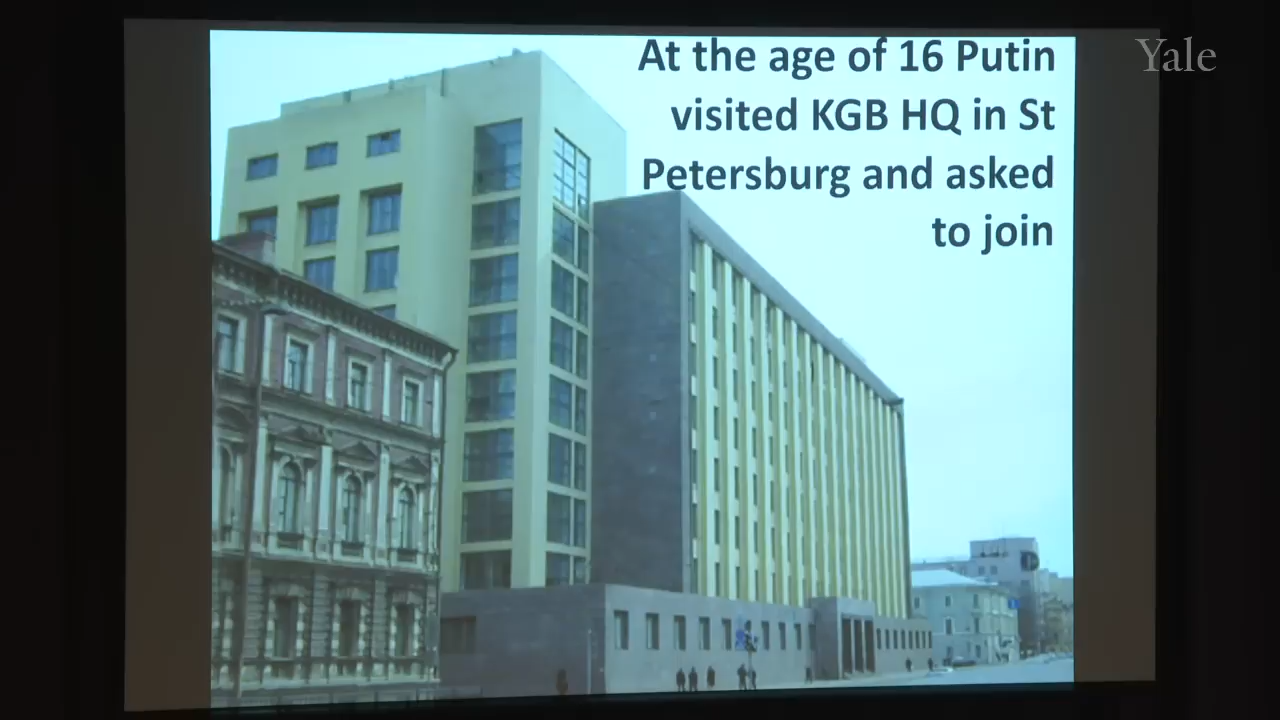 At the age of 16 Putin
visited KGB HQ in St
Petersburg and asked
to join
Yale